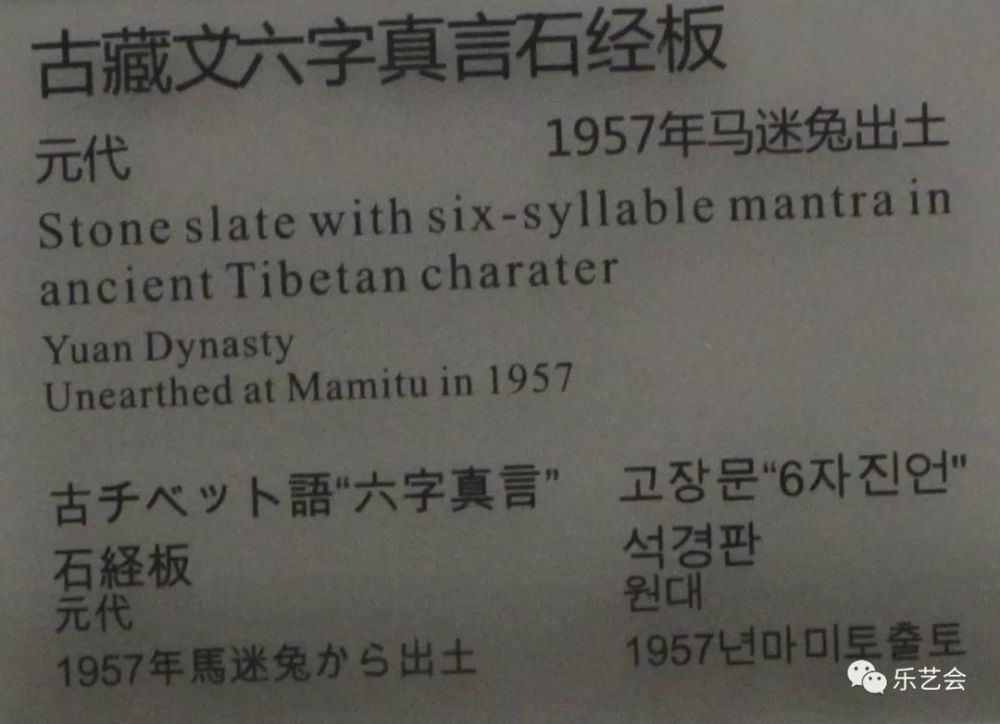 古藏文六字真言石经板
元代 1957年马迷兔出土
Stone slate with six-syllable mantra in
ancient Tibetan charater
Yuan Dynasty
Unearthed at Mamitu in 1957
古チベット語“六字真言”
石経板
元代
1957年馬迷兔から出土
고장문“6자진언”
석경판
원대
1957년마미토출토
乐艺会